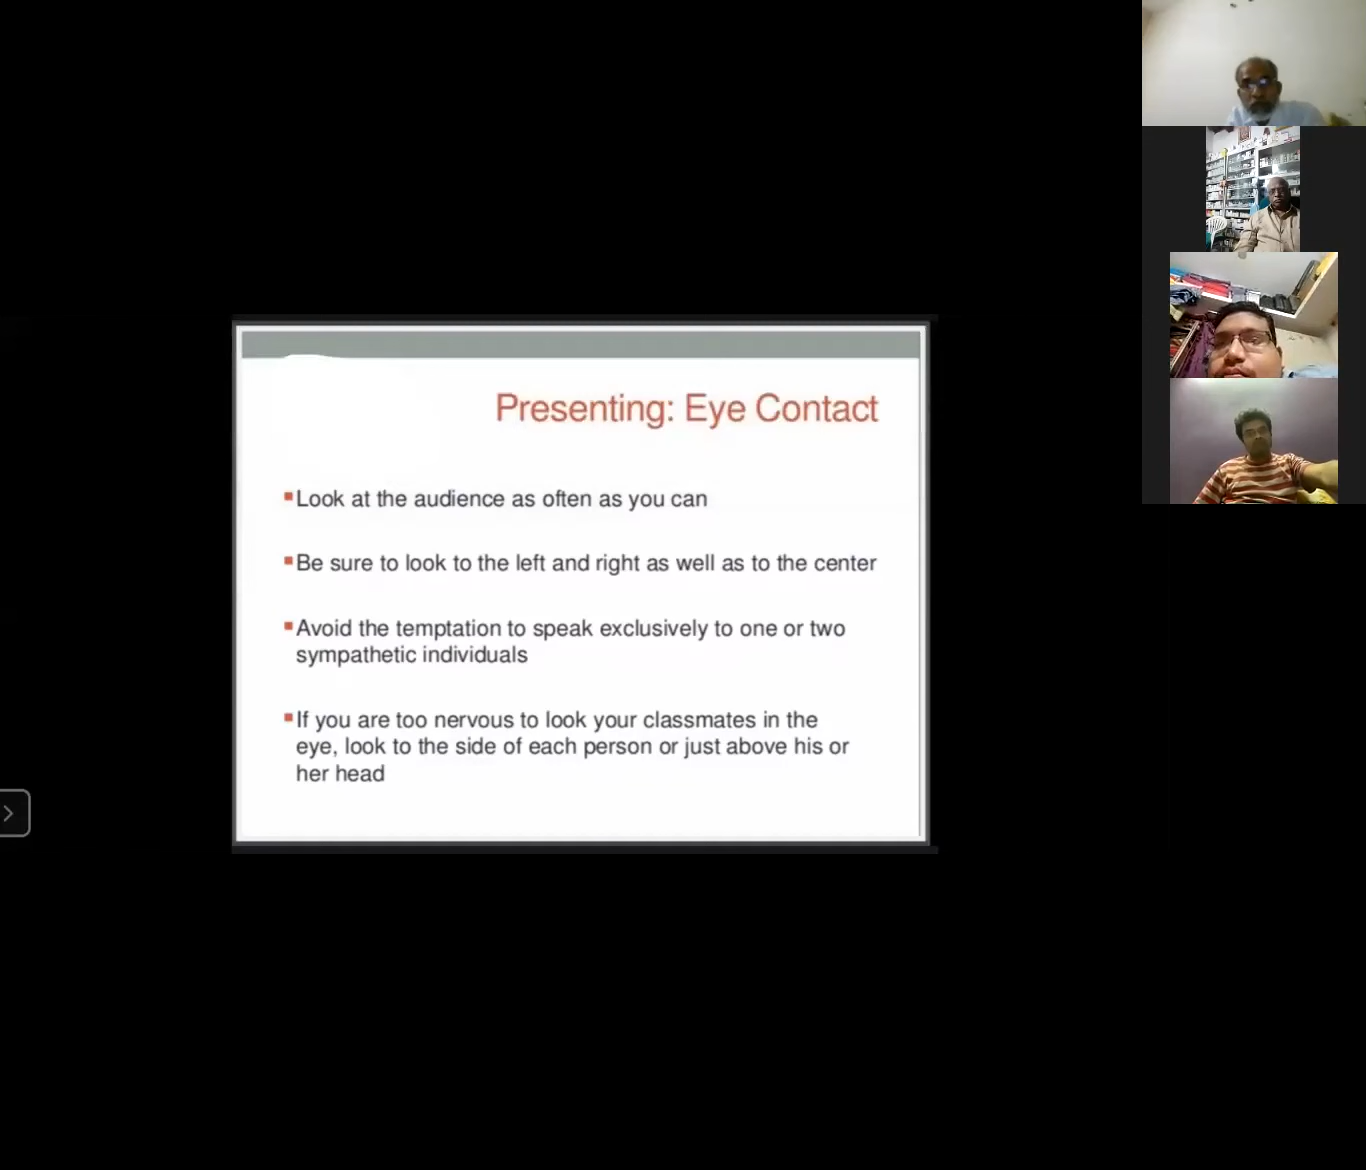 Presenting: Eye Contact
Look at the audience as often as you can
Be sure to look to the left and right as well as to the center
Avoid the temptation to speak exclusively to one or two
sympathetic individuals
If you are too nervous to look your classmates in the
eye, look to the side of each person or just above his or
her head